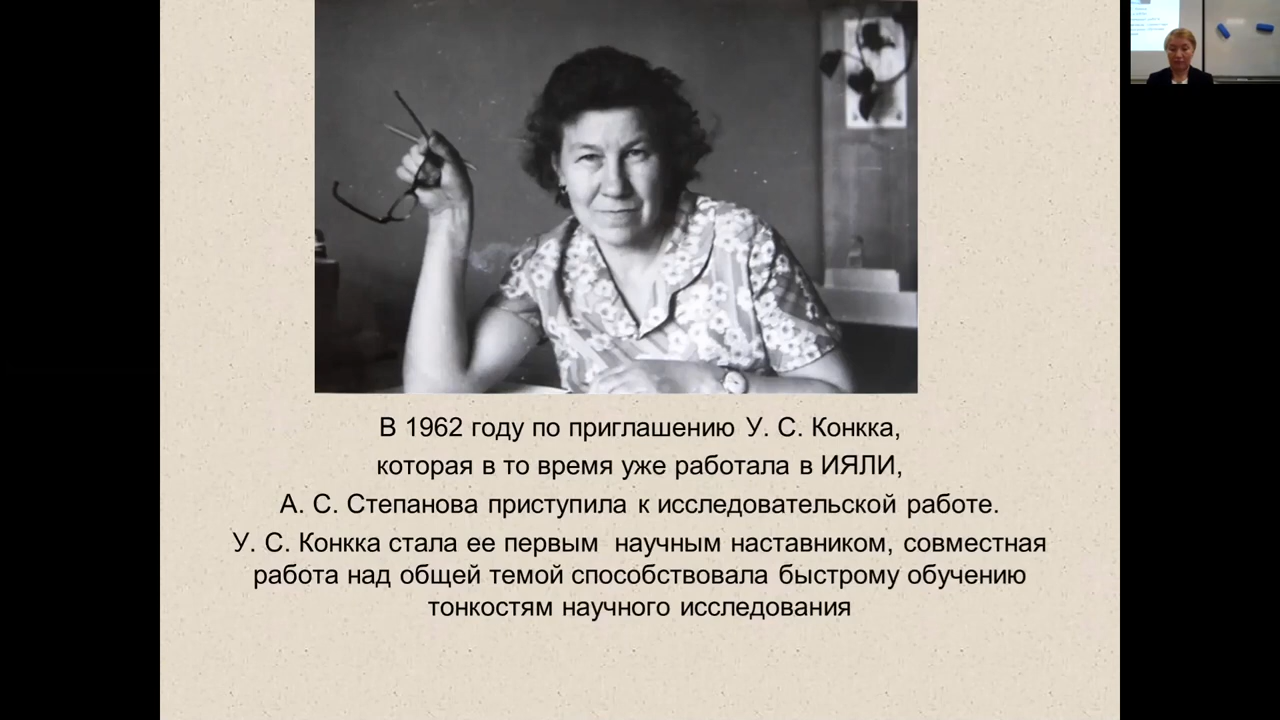 В 1962 году по приглашению У. С. Конкка,
которая в то время уже работала в ИЯЛИ,
А. С. Степанова приступила к исследовательской работе.
У. С. Конкка стала ее первым  научным наставником, совместная
работа над общей темой способствовала быстрому обучению
тонкостям научного исследования